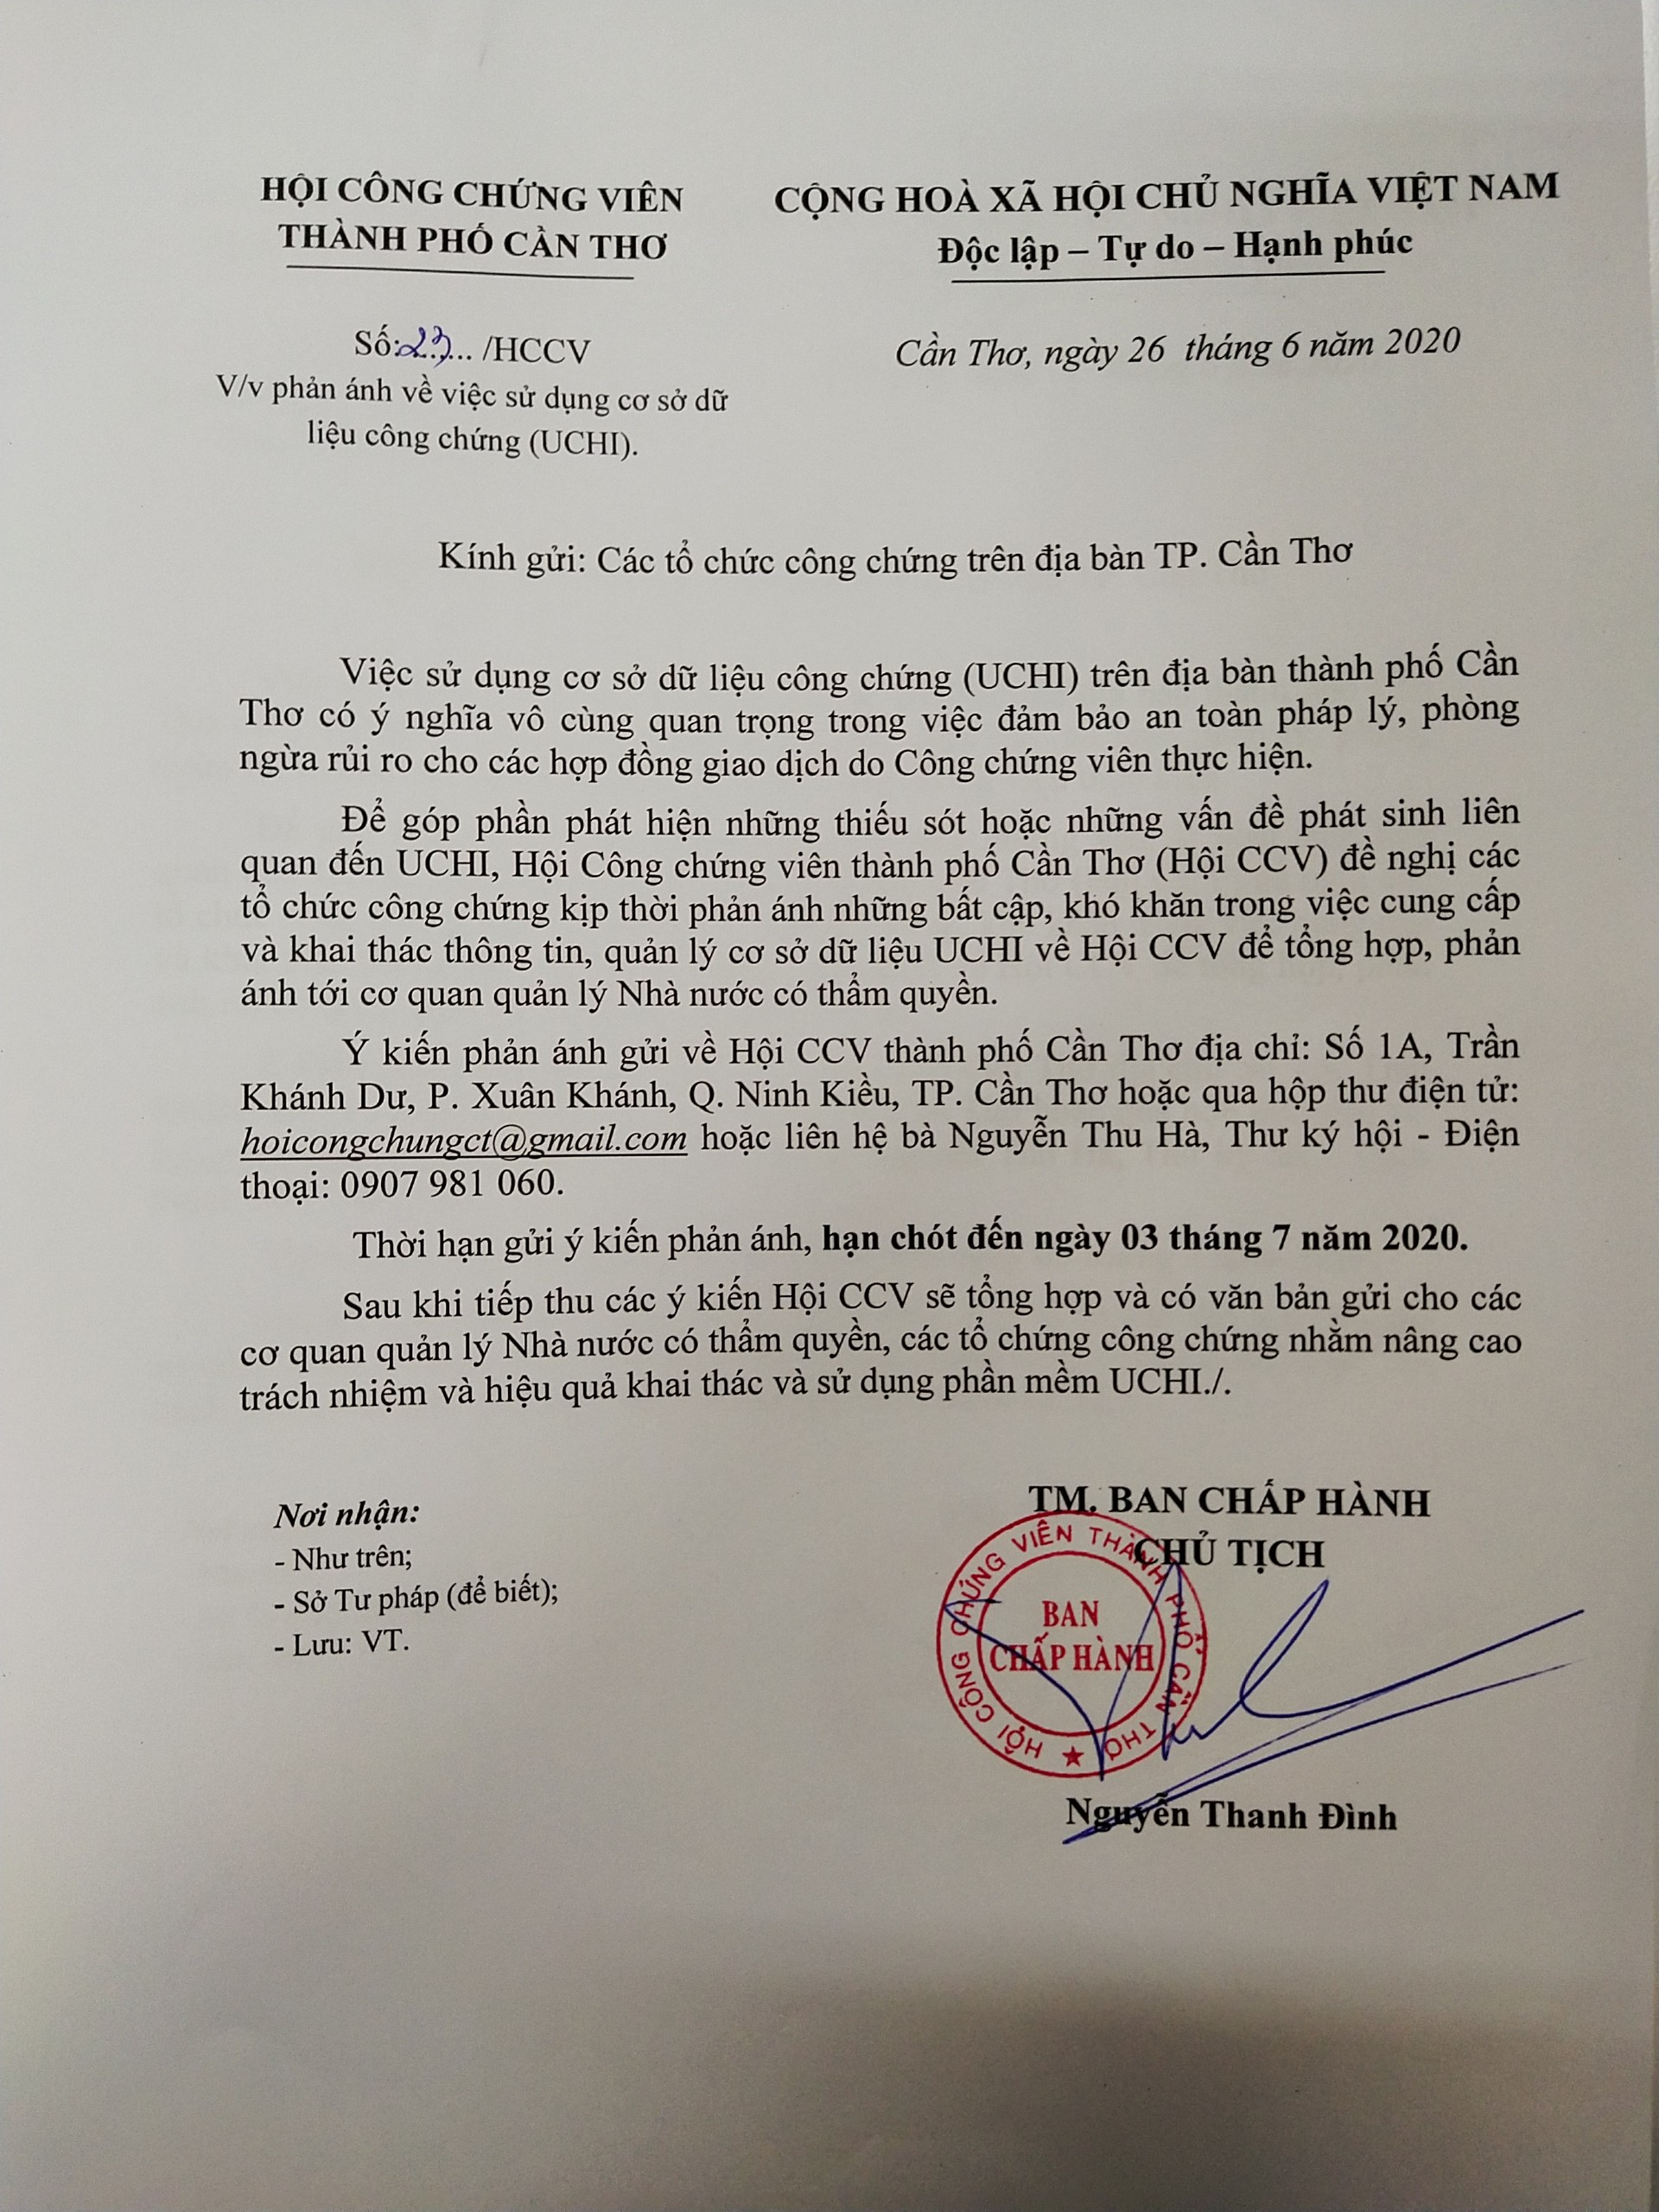 HỘI CÔNG CHỨNG VIÊN
THÀNH PHỐ CẦN THƠ
CỘNG HOÀ XÃ HỘI CHỦ NGHĨA VIỆT NAM
Độc lập – Tự do – Hạnh phúc
Số:23... /HCCV
V/v phản ánh về việc sử dụng cơ sở dữ
liệu công chứng (UCHI).
Cần Thơ, ngày 26 tháng 6 năm 2020
Kính gửi: Các tổ chức công chứng trên địa bàn TP. Cần Thơ
Việc sử dụng cơ sở dữ liệu công chứng (UCHI) trên địa bàn thành phố Cần
Thơ có ý nghĩa vô cùng quan trọng trong việc đảm bảo an toàn pháp lý, phòng
ngừa rủi ro cho các hợp đồng giao dịch do Công chứng viên thực hiện.
Để góp phần phát hiện những thiếu sót hoặc những vấn đề phát sinh liên
quan đến UCHI, Hội Công chứng viên thành phố Cần Thơ (Hội CCV) đề nghị các
tổ chức công chứng kịp thời phản ánh những bất cập, khó khăn trong việc cung cấp
và khai thác thông tin, quản lý cơ sở dữ liệu UCHI về Hội CCV để tổng hợp, phản
ánh tới cơ quan quản lý Nhà nước có thẩm quyền.
Ý kiến phản ánh gửi về Hội CCV thành phố Cần Thơ địa chỉ: Số 1A, Trần
Khánh Dư, P. Xuân Khánh, Q. Ninh Kiều, TP. Cần Thơ hoặc qua hộp thư điện tử:
hoicongchungct@gmail.com hoặc liên hệ bà Nguyễn Thu Hà, Thư ký hội - Điện
thoại: 0907 981 060.
Thời hạn gửi ý kiến phản ánh, hạn chót đến ngày 03 tháng 7 năm 2020.
Sau khi tiếp thu các ý kiến Hội CCV sẽ tổng hợp và có văn bản gửi cho các
cơ quan quản lý Nhà nước có thẩm quyền, các tổ chứng công chứng nhằm nâng cao
trách nhiệm và hiệu quả khai thác và sử dụng phần mềm UCHI./.
Nơi nhận:
- Như trên;
- Sở Tư pháp (để biết);
- Lưu: VT.
TM. BAN CHẤP HÀNH
CHỦ TỊCH
HỘI CÔNG CHỨNG VIÊN THÀNH PHỐ CẦN THƠ
BAN
CHẤP HÀNH
Nguyễn Thanh Đình